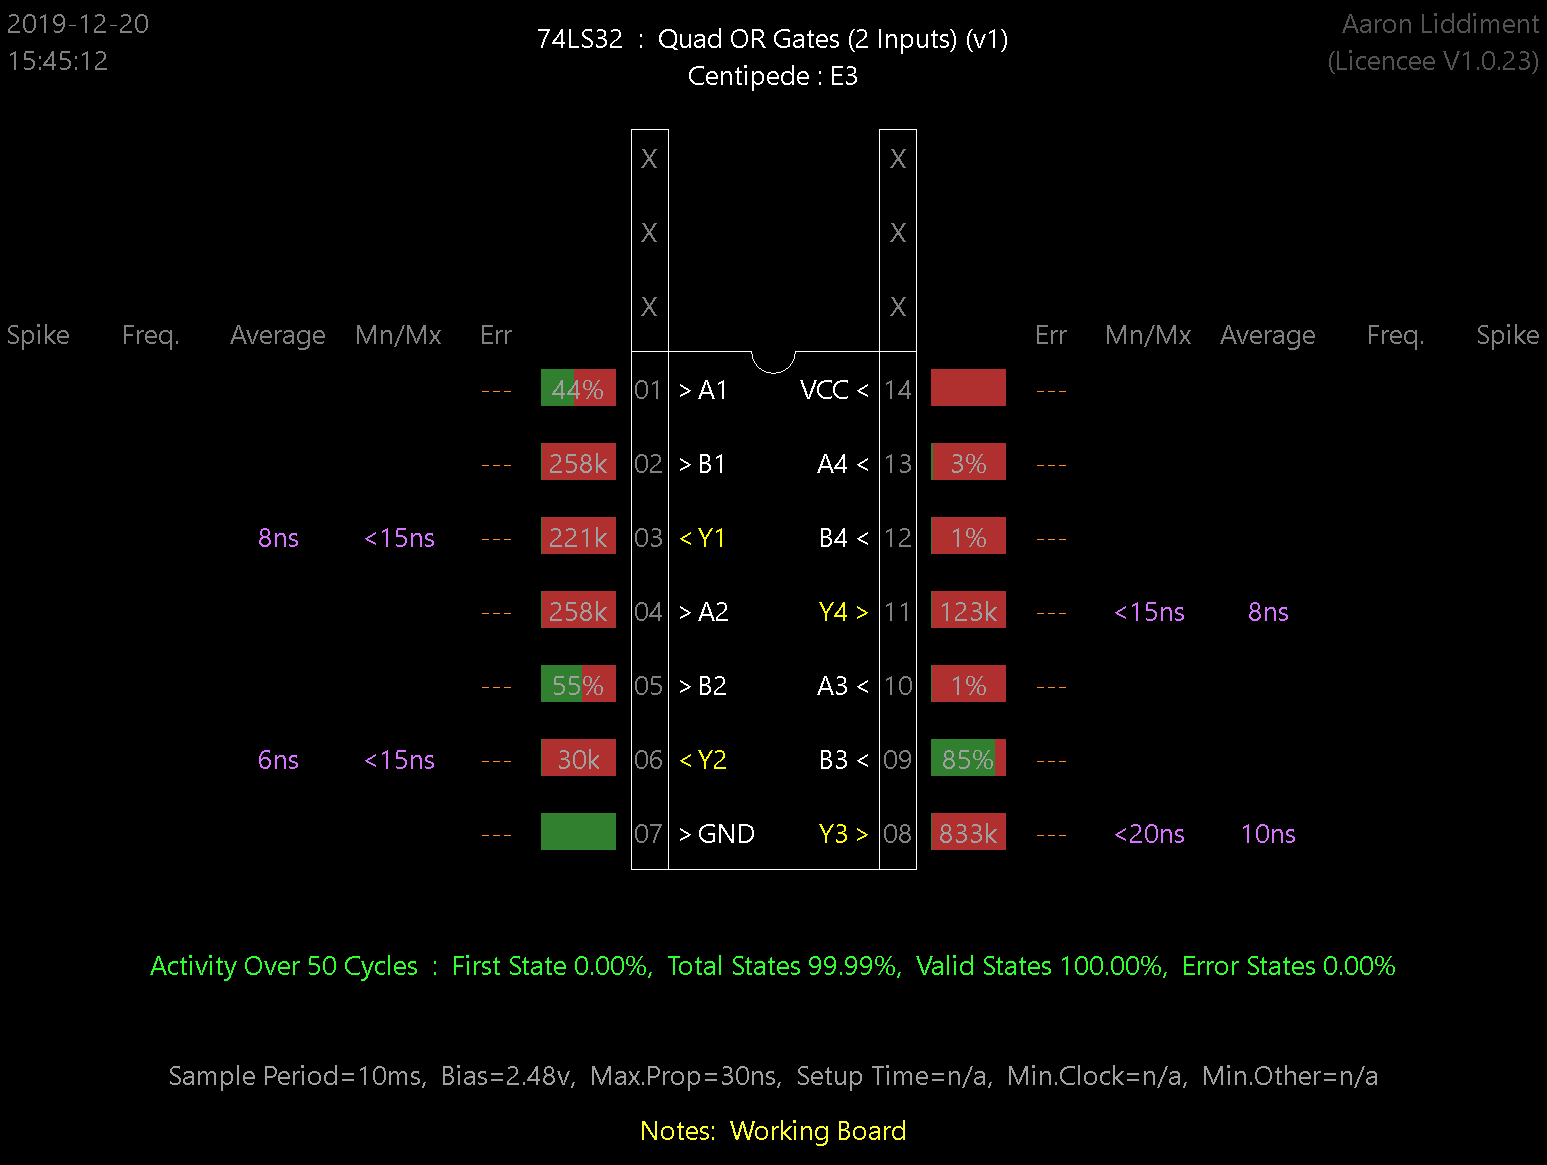 2019-12-20
15:45:12
74LS32 : Quad OR Gates (2 Inputs) (v1)
Centipede : E3
Aaron Liddiment
(Licencee V1.0.23)
X X
X X
X X
Spike Freq. Average Mn/Mx Err Err Mn/Mx Average Freq. Spike
--- 44% 01 > A1 VCC < 14 ---
--- 258k 02 > B1 A4 < 13 3% ---
8ns <15ns --- 221k 03 < Y1 B4 < 12 1% ---
--- 258k 04 > A2 Y4 > 11 123k --- <15ns 8ns
--- 55% 05 > B2 A3 < 10 1% ---
6ns <15ns --- 30k 06 < Y2 B3 < 09 85% ---
--- 07 > GND Y3 > 08 833k --- <20ns 10ns
Activity Over 50 Cycles : First State 0.00%, Total States 99.99%, Valid States 100.00%, Error States 0.00%
Sample Period=10ms, Bias=2.48v, Max.Prop=30ns, Setup Time=n/a, Min.Clock=n/a, Min.Other=n/a
Notes: Working Board